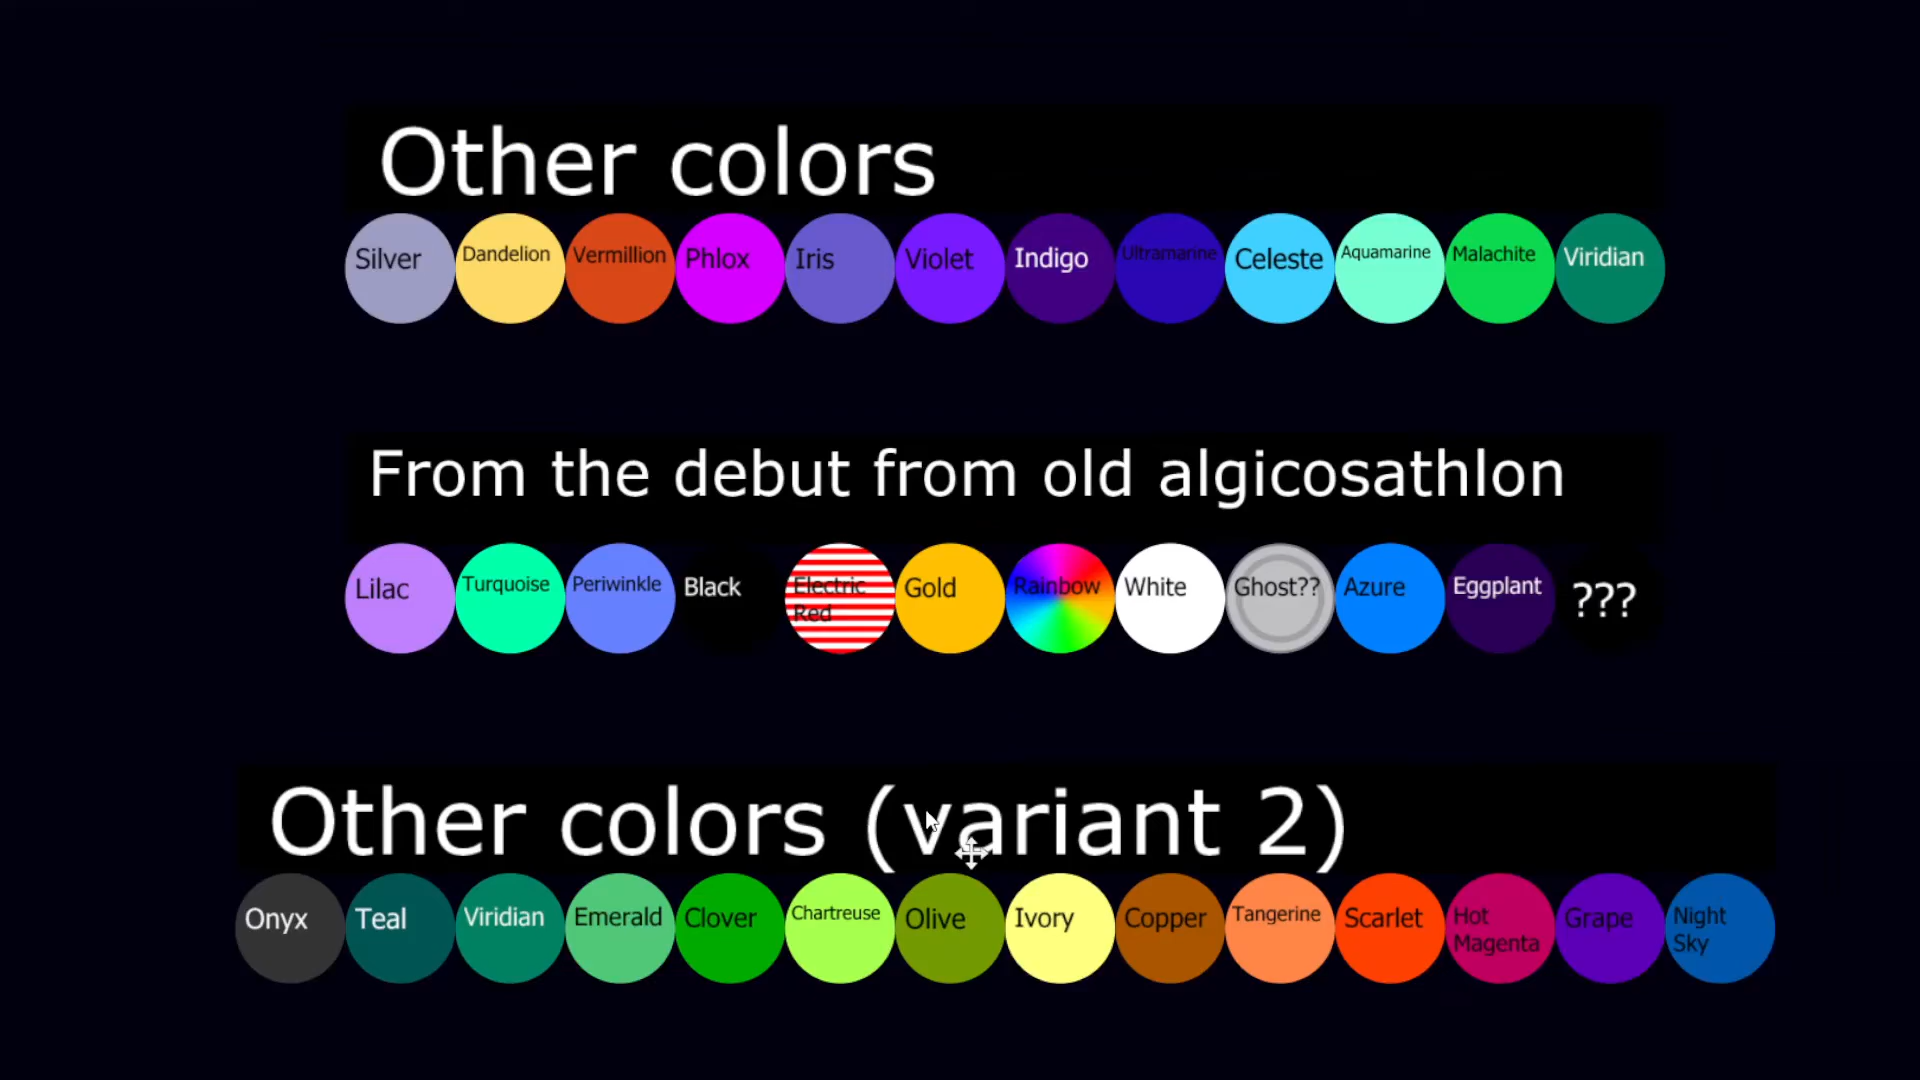 Other colors
Silver Dandelion Vermillion Phlox Iris Violet Indigo Ultramarine Celeste Aquamarine Malachite Viridian
From the debut from old algicosathlon
Lilac Turquoise Periwinkle Black Electric Red Gold Rainbow White Ghost?? Azure Eggplant ???
Other colors (variant 2)
Onyx Teal Viridian Emerald Clover Chartreuse Olive Ivory Copper Tangerine Scarlet Hot Magenta Grape Night Sky